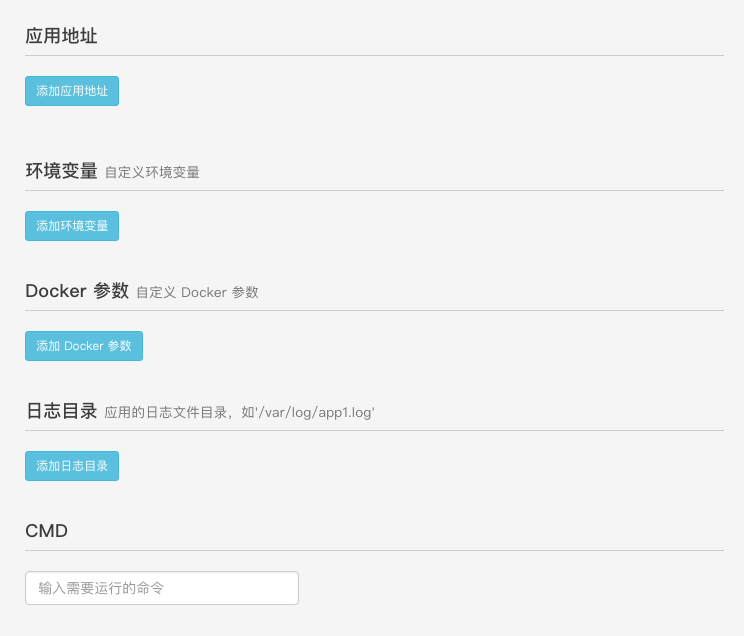 应用地址
添加应用地址
环境变量 自定义环境变量
添加环境变量
Docker 参数 自定义 Docker 参数
添加 Docker 参数
日志目录 应用的日志文件目录，如'/var/log/app1.log'
添加日志目录
CMD
输入需要运行的命令